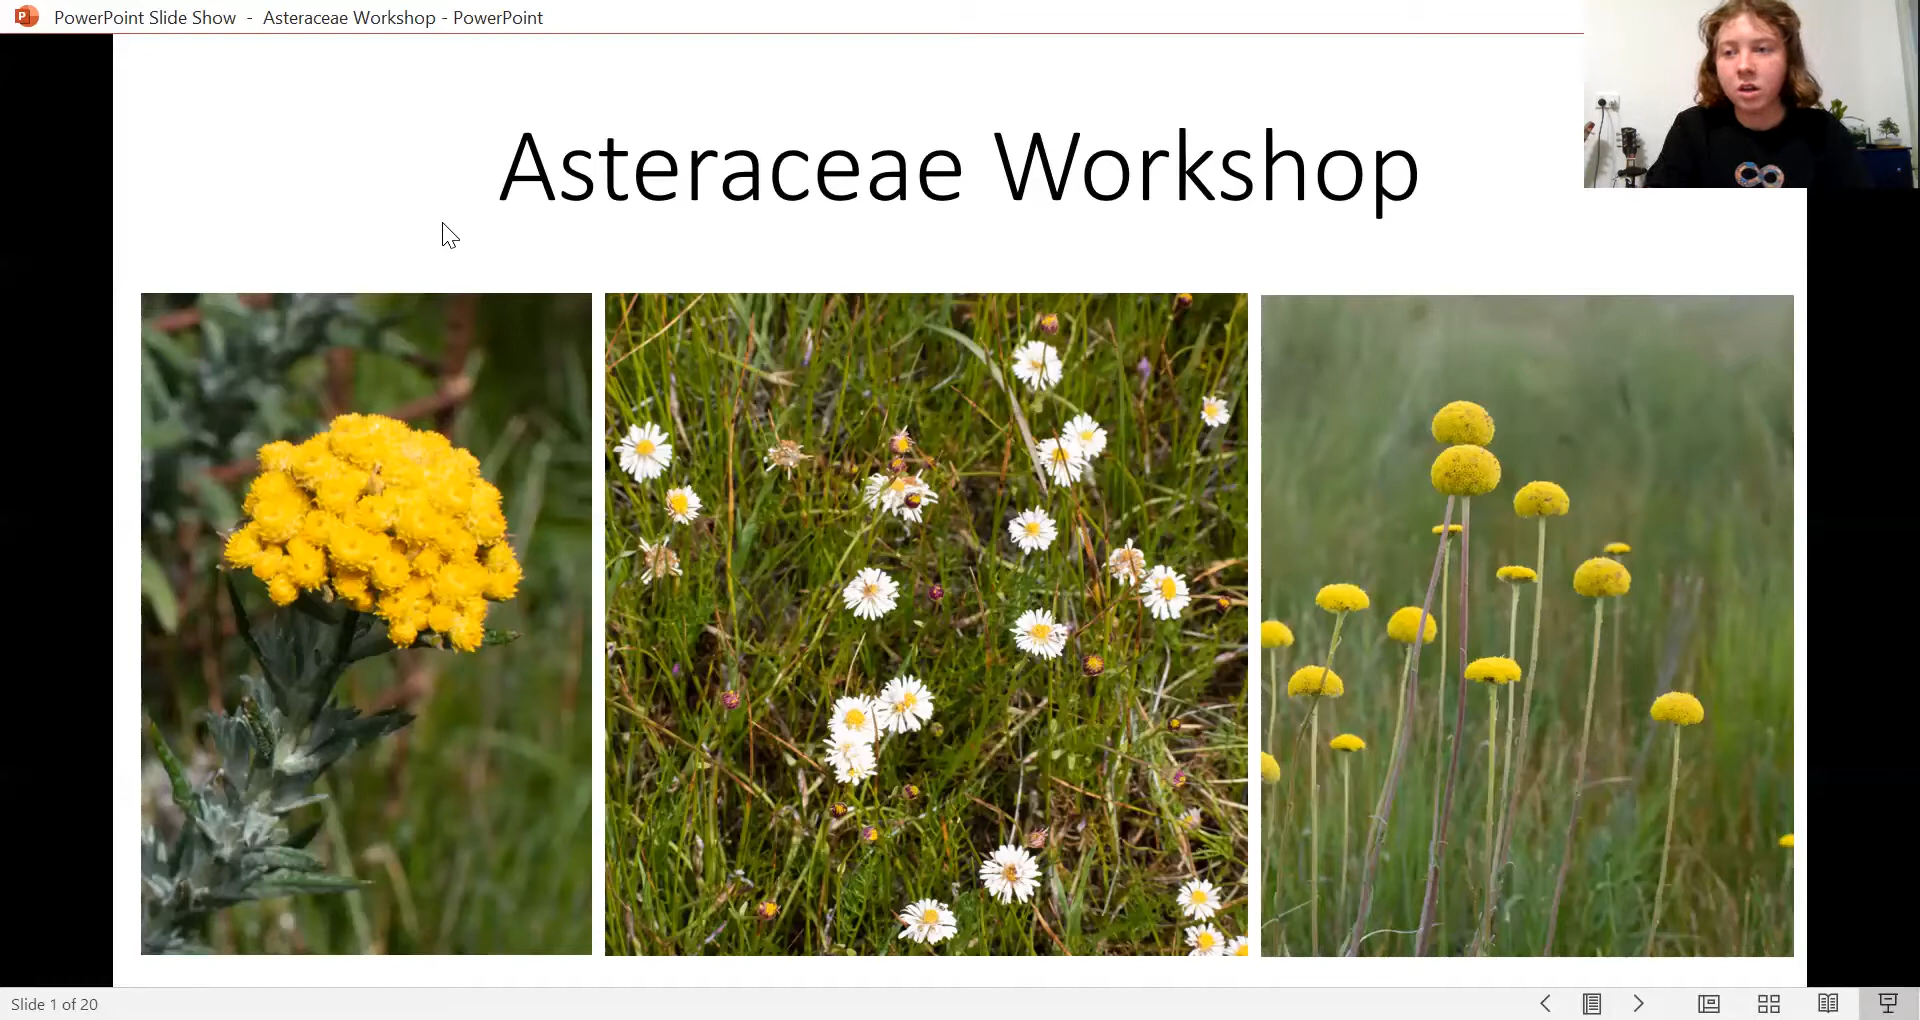 PowerPoint Slide Show - Asteraceae Workshop - PowerPoint
Asteraceae Workshop
Slide 1 of 20